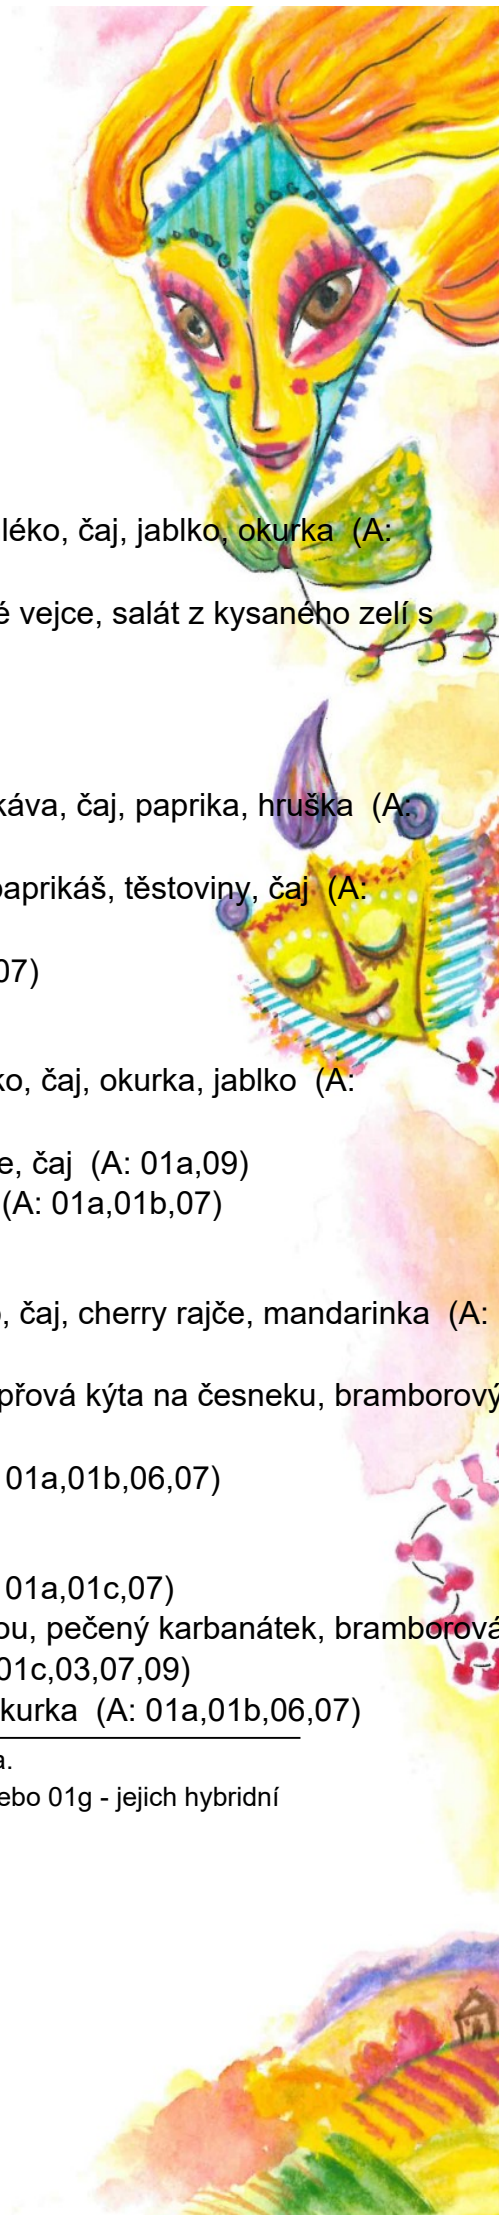 léko, čaj, jablko, okurka (A:
é vejce, salát z kysaného zelí s
káva, čaj, paprika, hruška (A:
paprikáš, těstoviny, čaj (A:
07)
ko, čaj, okurka, jablko (A:
e, čaj (A: 01a,09)
(A: 01a,01b,07)
, čaj, cherry rajče, mandarinka (A:
přová kýta na česneku, bramborový
01a,01b,06,07)
01a,01c,07)
ou, pečený karbanátek, bramborová
01c,03,07,09)
kurka (A: 01a,01b,06,07)
a.
ebo 01g - jejich hybridní